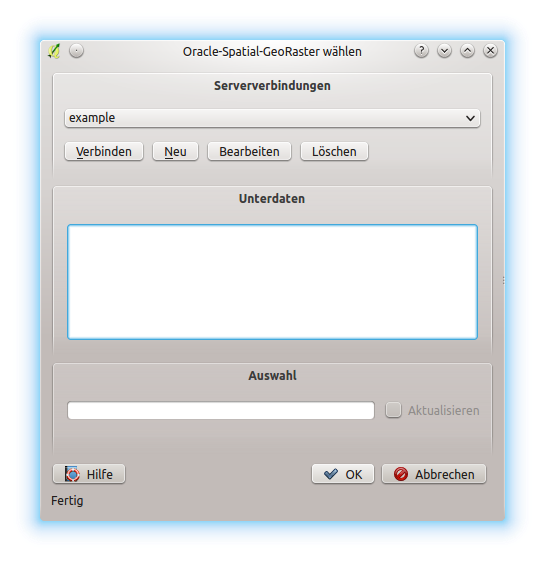 Oracle-Spatial-GeoRaster wählen
Serververbindungen
example
Verbinden Neu Bearbeiten Löschen
Unterdaten
Auswahl
Aktualisieren
Hilfe OK Abbrechen
Fertig